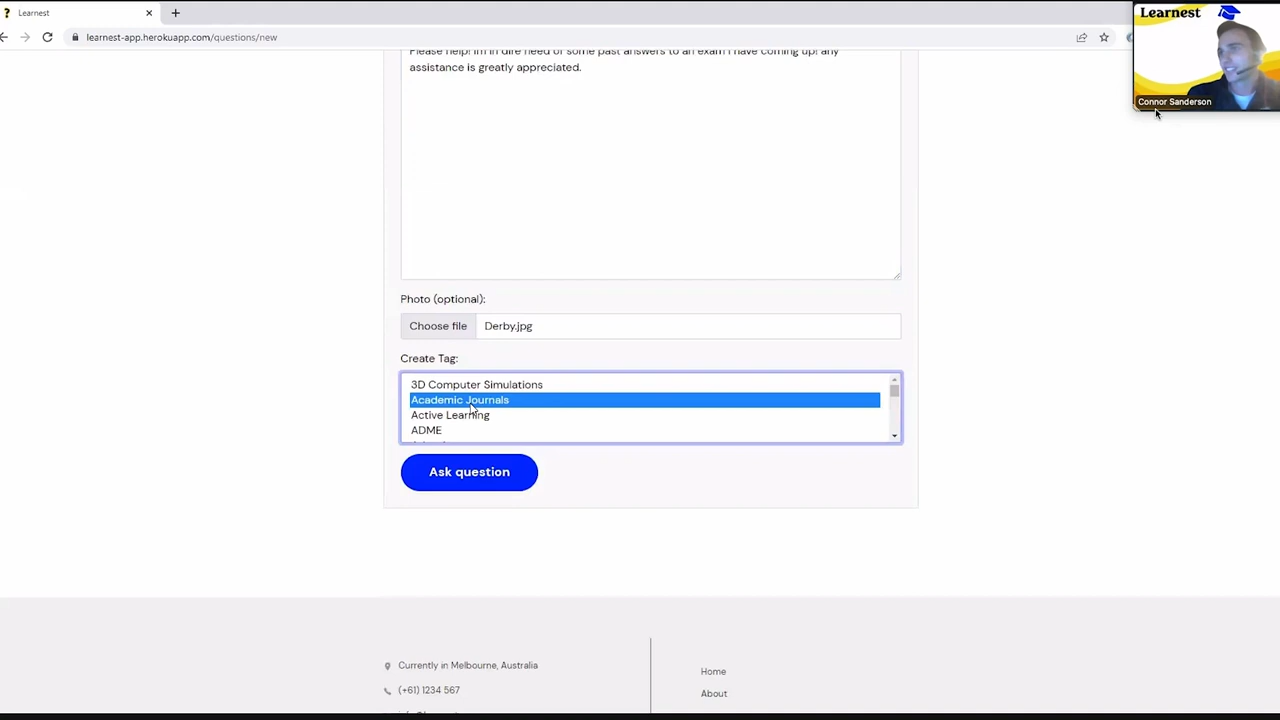 Learnest
learnest-app.herokuapp.com/questions/new
Learnest
Connor Sanderson
Please help! im in dire need of some past answers to an exam i have coming up! any
assistance is greatly appreciated.
Photo (optional):
Choose file Derby.jpg
Create Tag:
3D Computer Simulations
Academic Journals
Active Learning
ADME
Ask question
Currently in Melbourne, Australia
(+61) 1234 567
Home
About